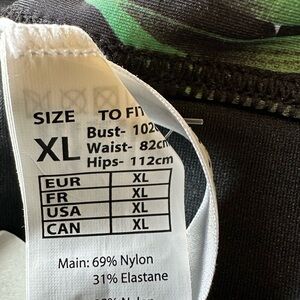 SIZE TO FIT
XL
Bust- 102
Waist- 82cm
Hips- 112cm
EUR XL
FR XL
USA XL
CAN XL
Main: 69% Nylon
31% Elastane